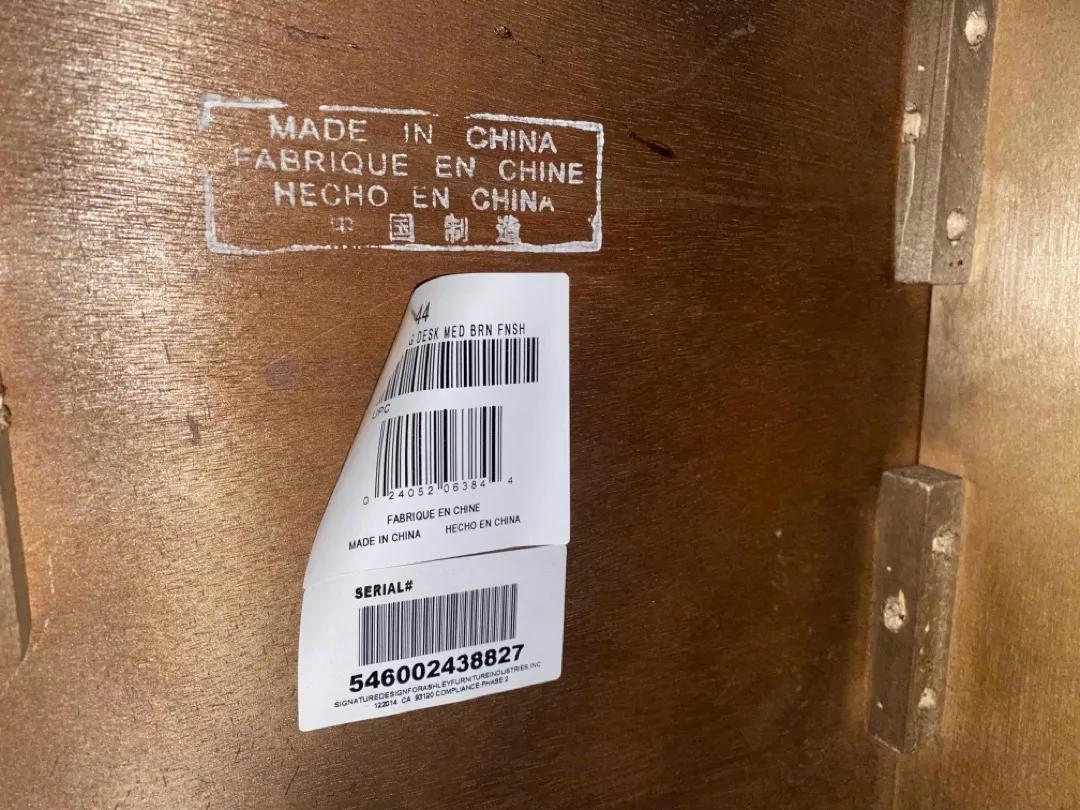 MADE IN CHINA
FABRIQUE EN CHINE
HECHO EN CHINA
中国制造
44
G DESK MED BRN FNSH
UPC
0 24052 06384 4
FABRIQUE EN CHINE
MADE IN CHINA HECHO EN CHINA
SERIAL#
546002438827
SIGNATUREDESIGNFORASHLEYFURNITUREINDUSTRIES,INC
122014 CA 93120 COMPLIANCE:PHASE 2